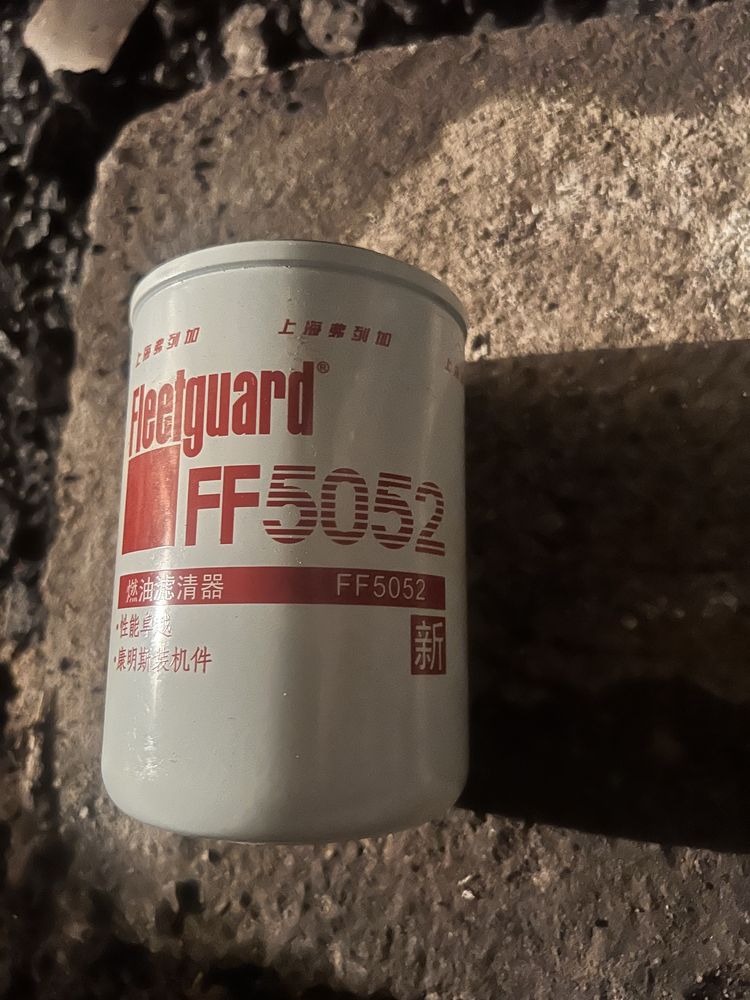 上海弗列加 上海弗列加 上
Fleetguard®
FF5052
燃油滤清器 FF5052
·性能卓越
·康明斯装机件
新